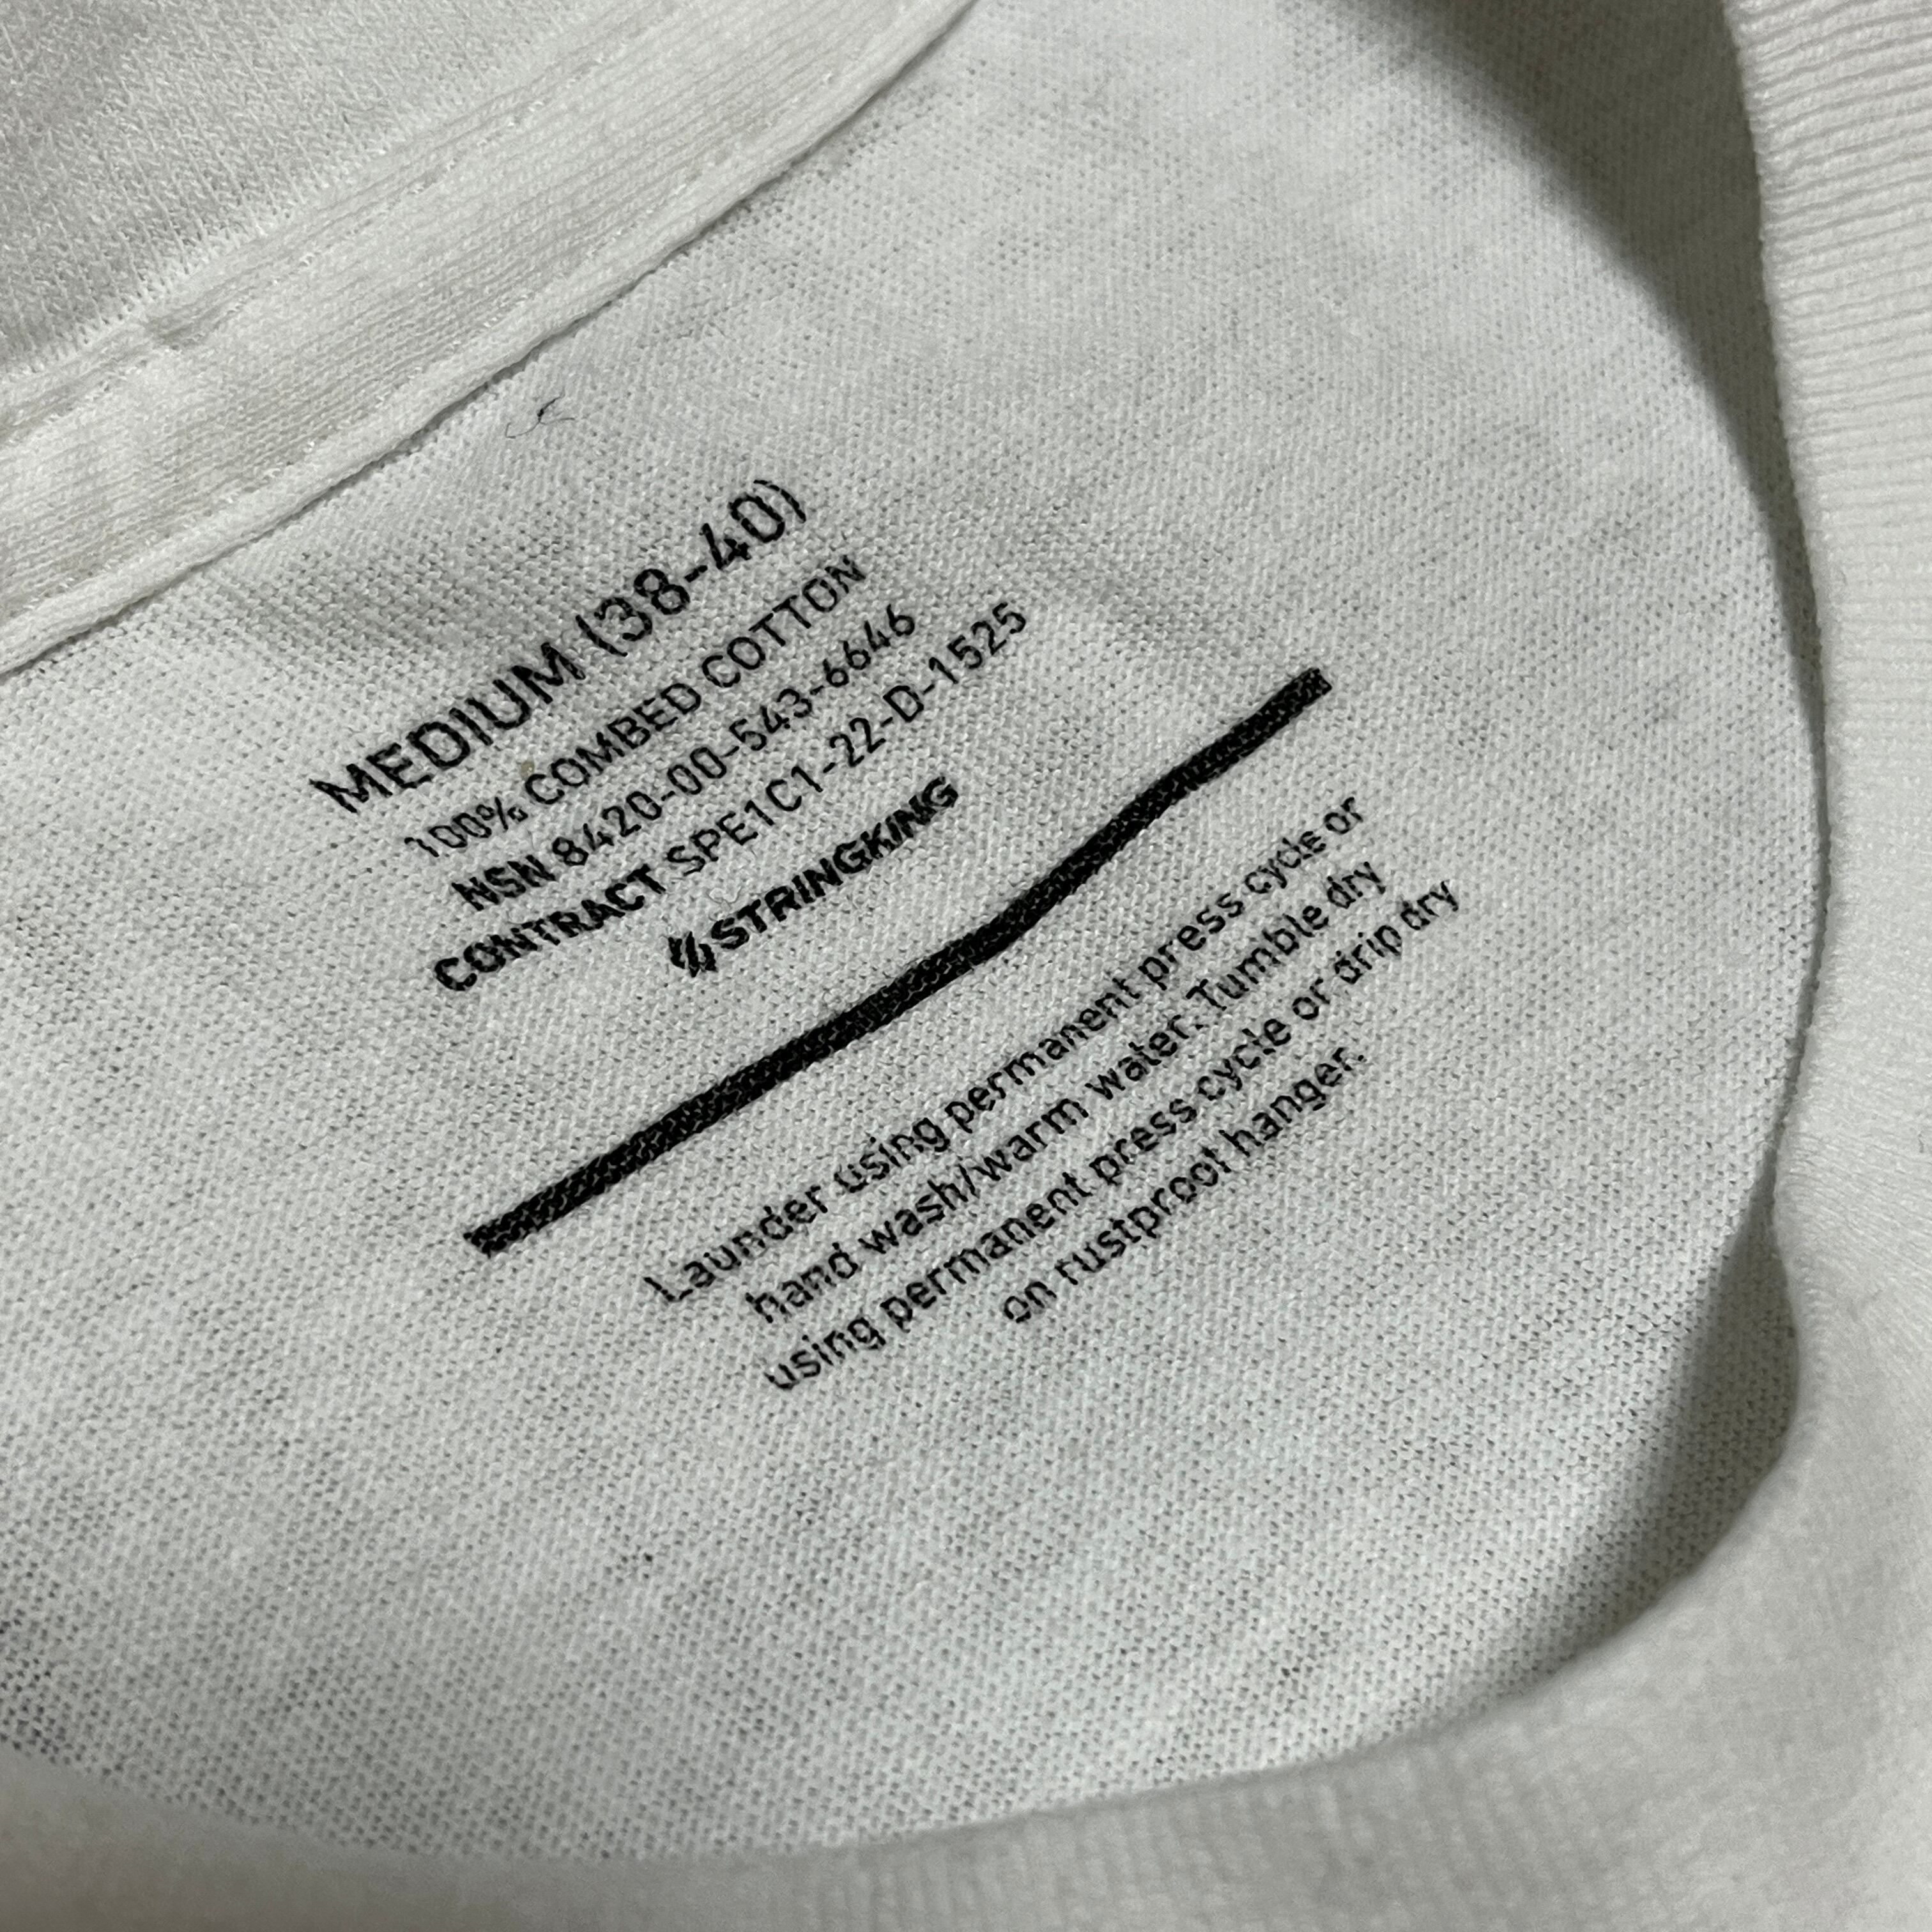 MEDIUM (38-40)
100% COMBED COTTON
NSN 8420-00-543-6646
CONTRACT SPE1C1-22-D-1525
STRINGKING
Launder using permanent press cycle or
hand wash/warm water. Tumble dry
using permanent press cycle or drip dry
on rustproof hanger.